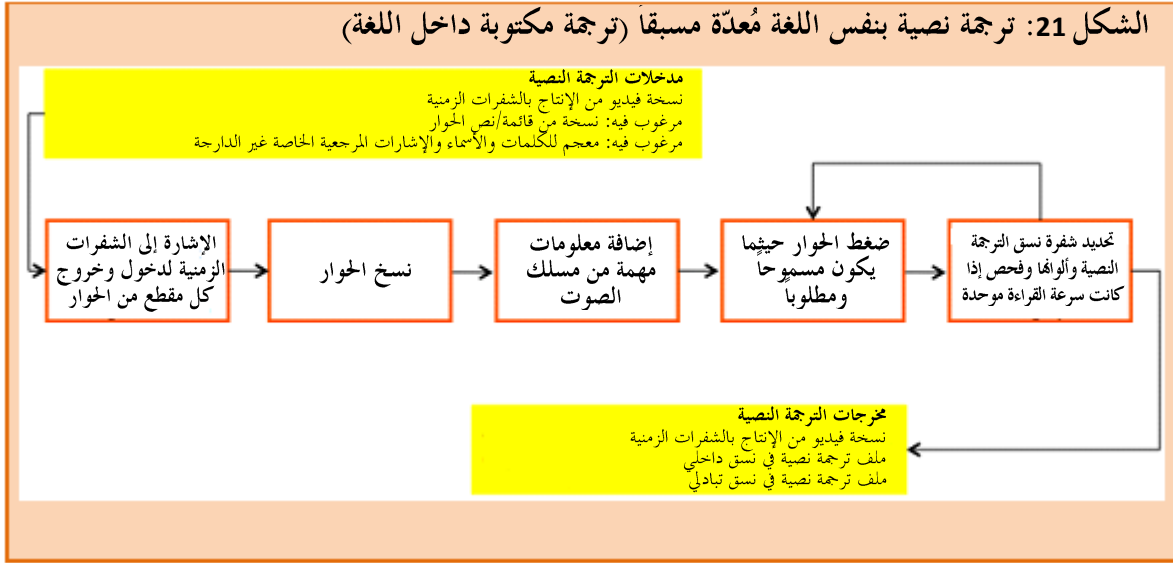 الشكل 21: ترجمة نصية بنفس اللغة مُعدّة مسبقاً (ترجمة مكتوبة داخل اللغة)
مدخلات الترجمة النصية
نسخة فيديو من الإنتاج بالشفرات الزمنية
مرغوب فيه: نسخة من قائمة/نص الحوار
مرغوب فيه: معجم للكلمات والأسماء والإشارات المرجعية الخاصة غير الدارجة
الإشارة إلى الشفرات
الزمنية لدخول وخروج
كل مقطع من الحوار
نسخ الحوار
إضافة معلومات
مهمة من مسلك
الصوت
ضغط الحوار حيثما
يكون مسموحاً
ومطلوباً
تحديد شفرة نسق الترجمة
النصية وألوانها وفحص إذا
كانت سرعة القراءة موحدة
مخرجات الترجمة النصية
نسخة فيديو من الإنتاج بالشفرات الزمنية
ملف ترجمة نصية في نسق داخلي
ملف ترجمة نصية في نسق تبادلي